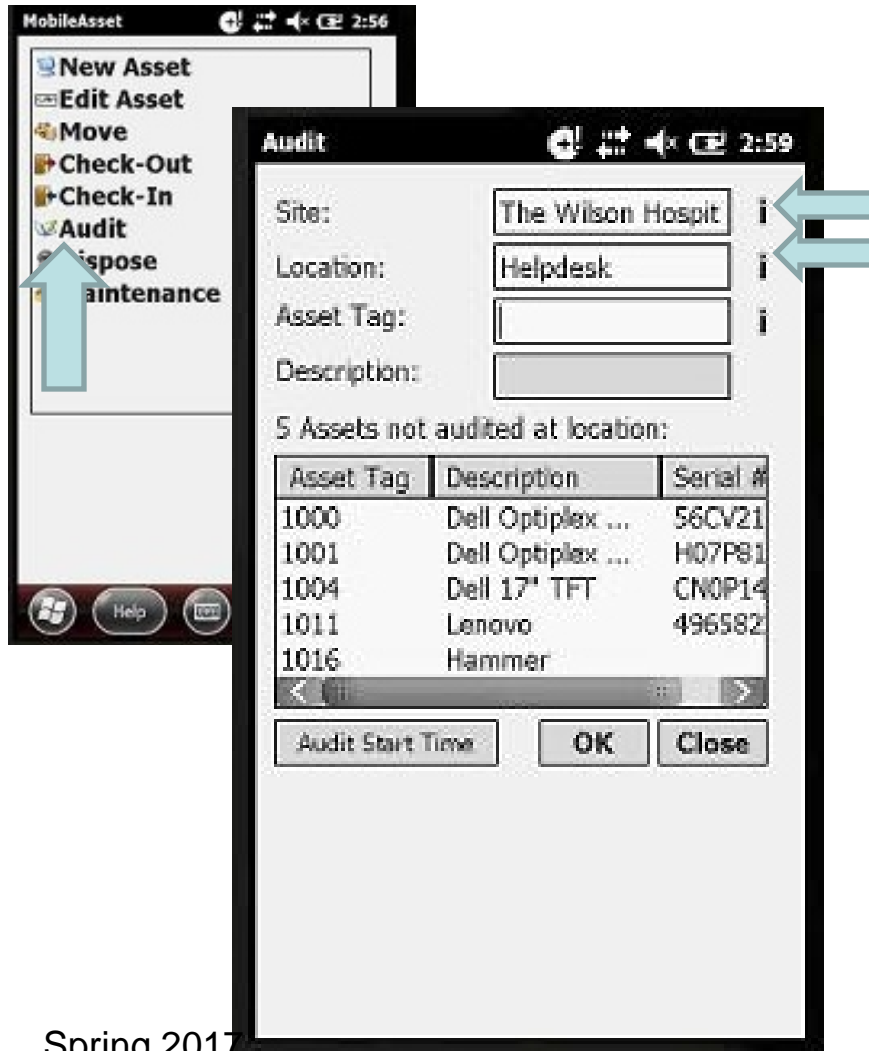 MobileAsset 2:56
New Asset
Edit Asset
Move
Check-Out
Check-In
Audit
Help
Audit 2:59
Site: The Wilson Hospit i
Location: Helpdesk i
Asset Tag: i
Description:
5 Assets not audited at location:
Asset Tag Description Serial #
1000 Dell Optiplex ... 56CV21
1001 Dell Optiplex ... H07P81
1004 Dell 17" TFT CN0P14
1011 Lenovo 496582
1016 Hammer
Audit Start Time OK Close
Spring 2017